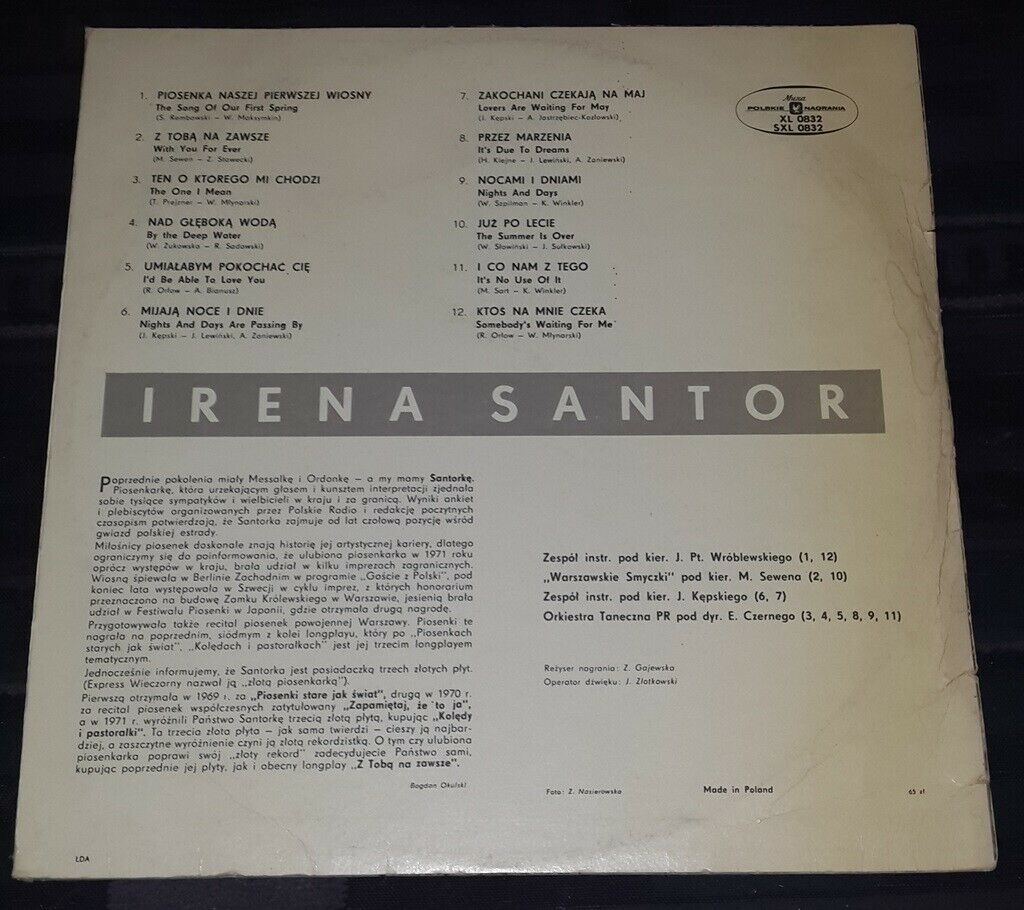 1. PIOSENKA NASZEJ PIERWSZEJ WIOSNY
The Song Of Our First Spring
(S. Rembowski – W. Maksymkin)
2. Z TOBĄ NA ZAWSZE
With You For Ever
(M. Sewen – Z. Stawecki)
3. TEN O KTOREGO MI CHODZI
The One I Mean
(T. Prejzner – W. Młynarski)
4. NAD GŁĘBOKĄ WODĄ
By the Deep Water
(W. Żukowska – R. Sadowski)
5. UMIAŁABYM POKOCHAĆ CIĘ
I'd Be Able To Love You
(R. Orłow – A. Bianusz)
6. MIJAJĄ NOCE I DNIE
Nights And Days Are Passing By
(J. Kępski – J. Lewiński, A. Zaniewski)
7. ZAKOCHANI CZEKAJĄ NA MAJ
Lovers Are Waiting For May
(J. Kępski – A. Jastrzębiec-Kozłowski)
8. PRZEZ MARZENIA
It's Due To Dreams
(H. Klejne – J. Lewiński, A. Zaniewski)
9. NOCAMI I DNIAMI
Nights And Days
(W. Szpilman – K. Winkler)
10. JUŻ PO LECIE
The Summer Is Over
(W. Słowiński – J. Sułkowski)
11. I CO NAM Z TEGO
It's No Use Of It
(M. Sart – K. Winkler)
12. KTOS NA MNIE CZEKA
Somebody's Waiting For Me
(R. Orłow – W. Młynarski)
Muza
POLSKIE NAGRANIA
XL 0832
SXL 0832
IRENA SANTOR
Poprzednie pokolenia miały Messalkę i Ordonkę – a my mamy Santorkę.
Piosenkarkę, która urzekającym głosem i kunsztem interpretacji zjednała
sobie tysiące sympatyków i wielbicieli w kraju i za granicą. Wyniki ankiet
i plebiscytów organizowanych przez Polskie Radio i redakcję poczytnych
czasopism potwierdzają, że Santorka zajmuje od lat czołową pozycję wśród
gwiazd polskiej estrady.
Miłośnicy piosenek doskonale znają historię jej artystycznej kariery, dlatego
ograniczymy się do poinformowania, że ulubiona piosenkarka w 1971 roku
oprócz występów w kraju, brała udział w kilku imprezach zagranicznych.
Wiosną śpiewała w Berlinie Zachodnim w programie „Goście z Polski", pod
koniec lata występowała w Szwecji w cyklu imprez, z których honorarium
przeznaczono na budowę Zamku Królewskiego w Warszawie, jesienią brała
udział w Festiwalu Piosenki w Japonii, gdzie otrzymała drugą nagrodę.
Przygotowywała także recital piosenek powojennej Warszawy. Piosenki te
nagrała na poprzednim, siódmym z kolei longplayu, który po „Piosenkach
starych jak świat", „Kolędach i pastorałkach" jest jej trzecim longplayem
tematycznym.
Jednocześnie informujemy, że Santorka jest posiadaczką trzech złotych płyt.
(Express Wieczorny nazwał ją „złotą piosenkarką").
Pierwszą otrzymała w 1969 r. za „Piosenki stare jak świat", drugą w 1970 r.
za recital piosenek współczesnych zatytułowany „Zapamiętaj, że to ja",
a w 1971 r. wyróżnili Państwo Santorkę trzecią złotą płytą, kupując „Kolędy
i pastorałki". Ta trzecia złota płyta – jak sama twierdzi – cieszy ją najbar-
dziej, a zaszczytne wyróżnienie czyni ją złotą rekordzistką. O tym czy ulubiona
piosenkarka poprawi swój „złoty rekord" zadecydujecie Państwo sami,
kupując poprzednie jej płyty, jak i obecny longplay „Z Tobą na zawsze".
Bogdan Okulski
Zespół instr. pod kier. J. Pt. Wróblewskiego (1, 12)
„Warszawskie Smyczki" pod kier. M. Sewena (2, 10)
Zespół instr. pod kier. J. Kępskiego (6, 7)
Orkiestra Taneczna PR pod dyr. E. Czernego (3, 4, 5, 8, 9, 11)
Reżyser nagrania: Z. Gajewska
Operator dźwięku: J. Złotkowski
Foto: Z. Nasierowska
Made in Poland
65 zł
ŁDA